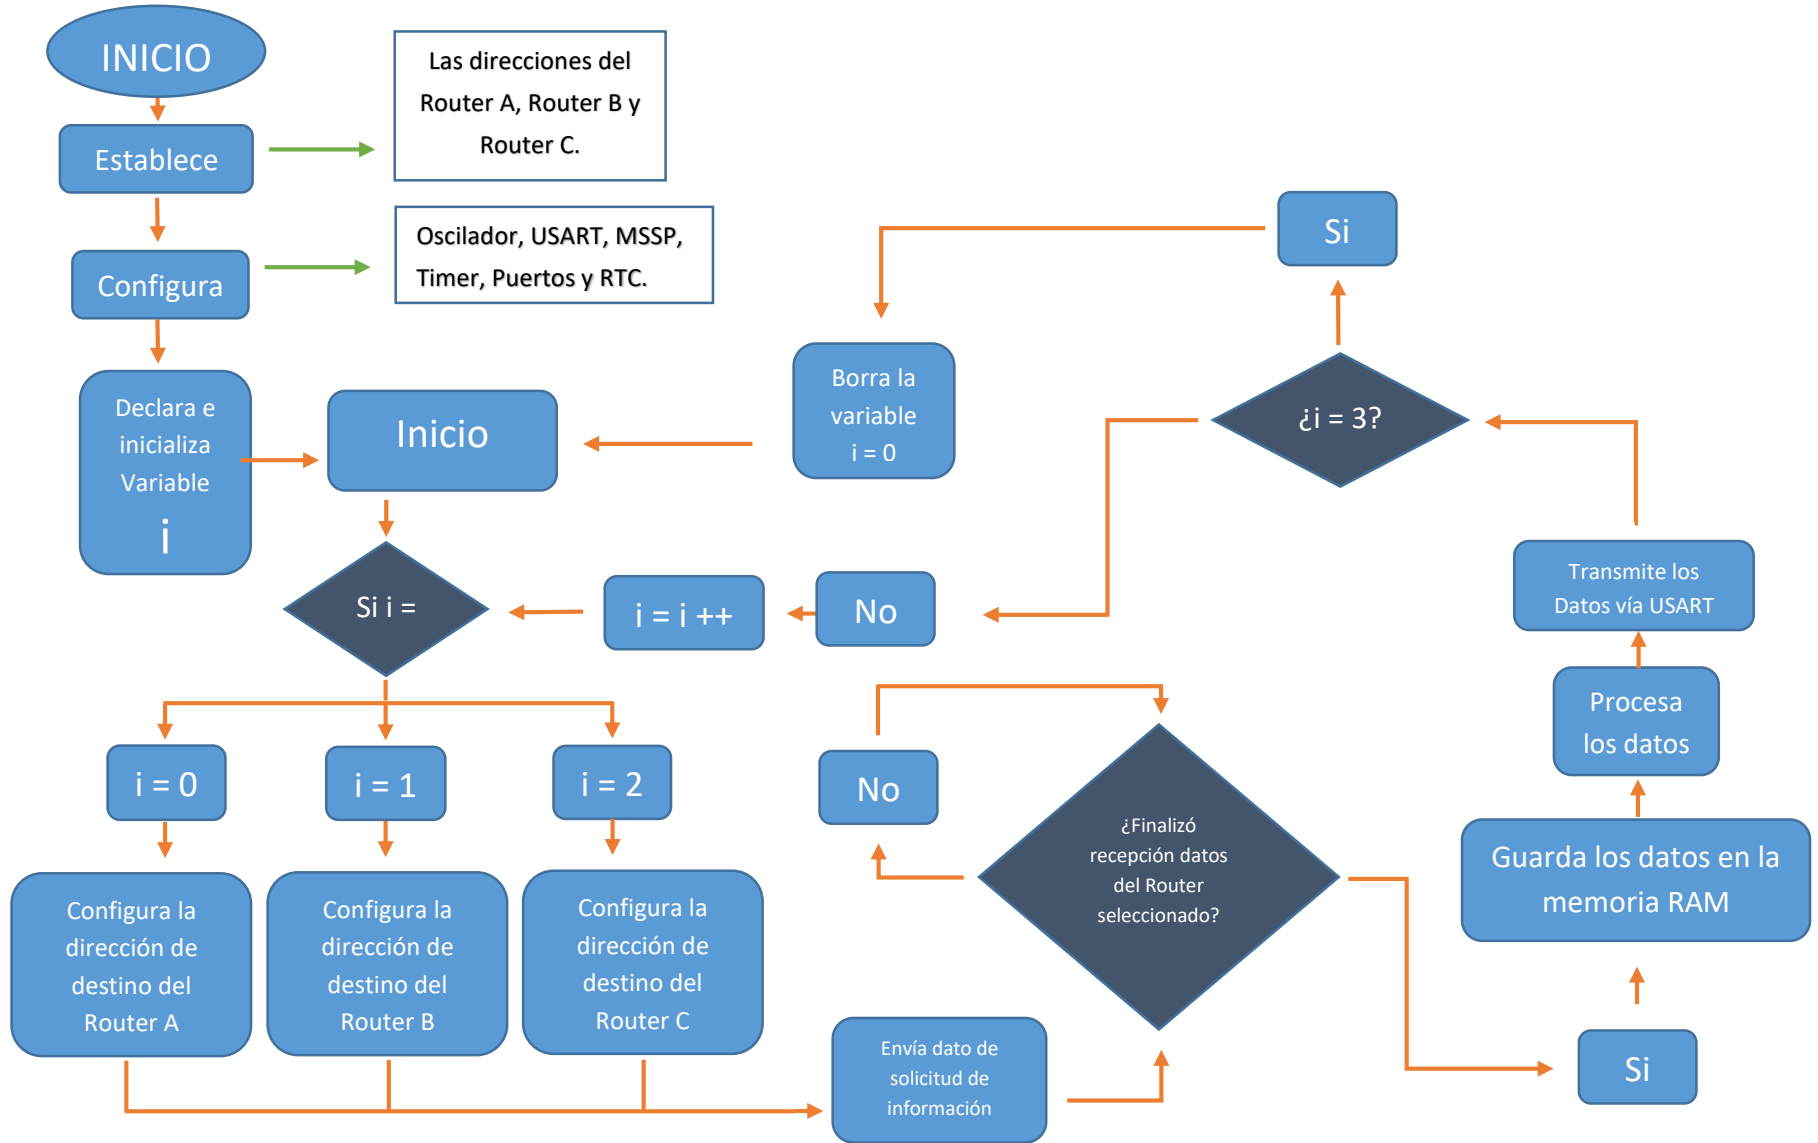 INICIO
Las direcciones del
Router A, Router B y
Router C.
Establece
Oscilador, USART, MSSP,
Timer, Puertos y RTC.
Configura
Declara e
inicializa
Variable
i
Inicio
Borra la
variable
i = 0
Si
¿i = 3?
Si i =
i = i ++
No
Transmite los
Datos vía USART
Procesa
los datos
Guarda los datos en la
memoria RAM
Si
i = 0
i = 1
i = 2
No
¿Finalizó
recepción datos
del Router
seleccionado?
Configura la
dirección de
destino del
Router A
Configura la
dirección de
destino del
Router B
Configura la
dirección de
destino del
Router C
Envía dato de
solicitud de
información